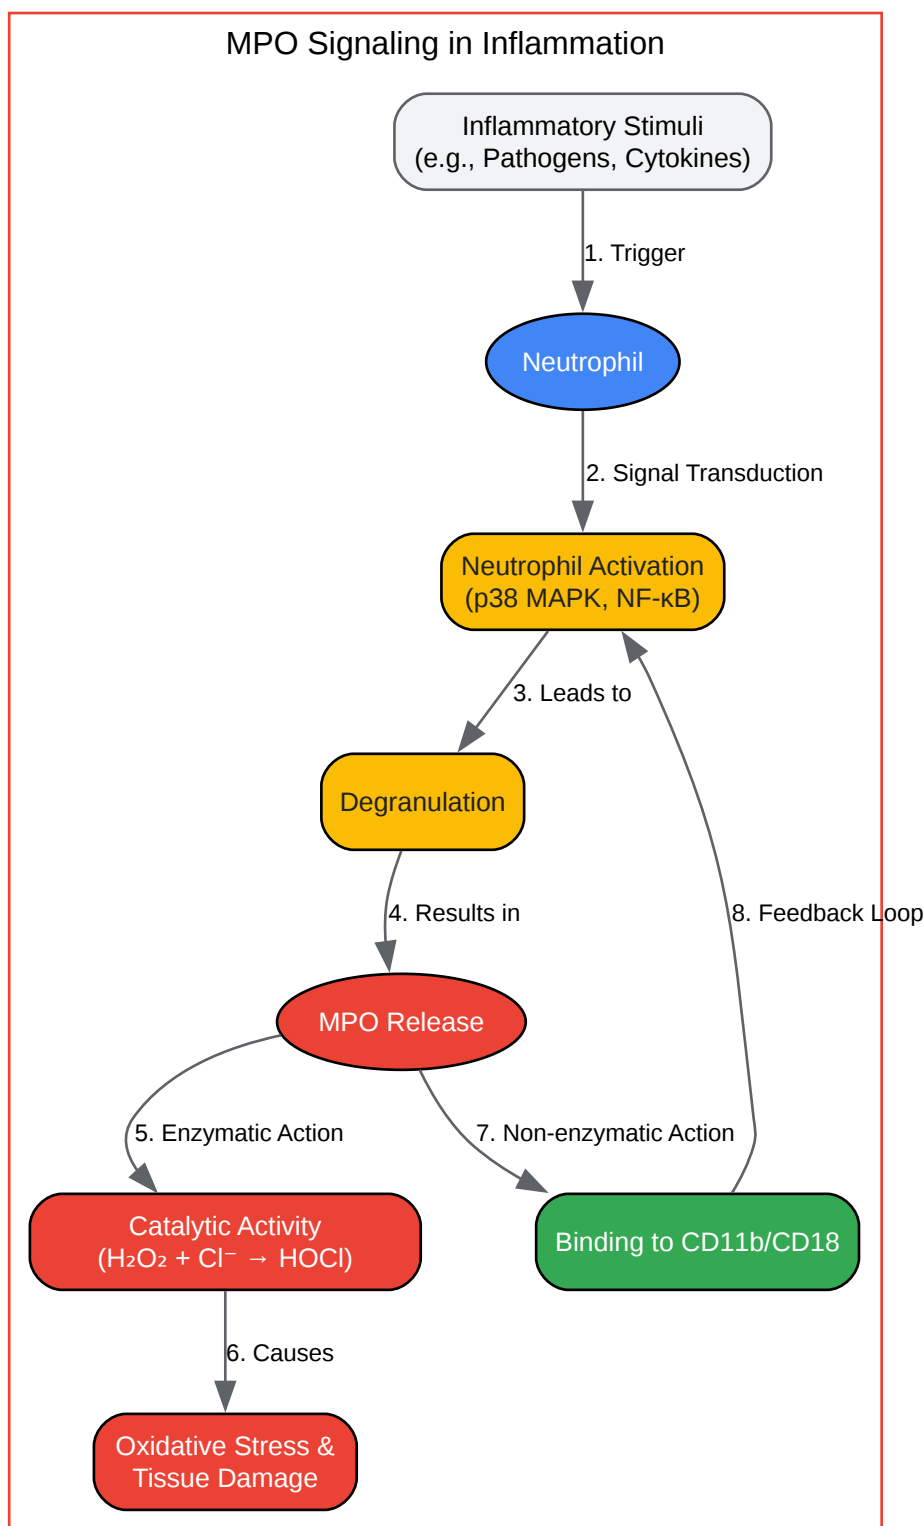 MPO Signaling in Inflammation
Inflammatory Stimuli
(e.g., Pathogens, Cytokines)
1. Trigger
Neutrophil
2. Signal Transduction
Neutrophil Activation
(p38 MAPK, NF-κB)
3. Leads to
Degranulation
4. Results in
8. Feedback Loop
MPO Release
5. Enzymatic Action
7. Non-enzymatic Action
Catalytic Activity
(H₂O₂ + Cl⁻ → HOCl)
Binding to CD11b/CD18
6. Causes
Oxidative Stress &
Tissue Damage